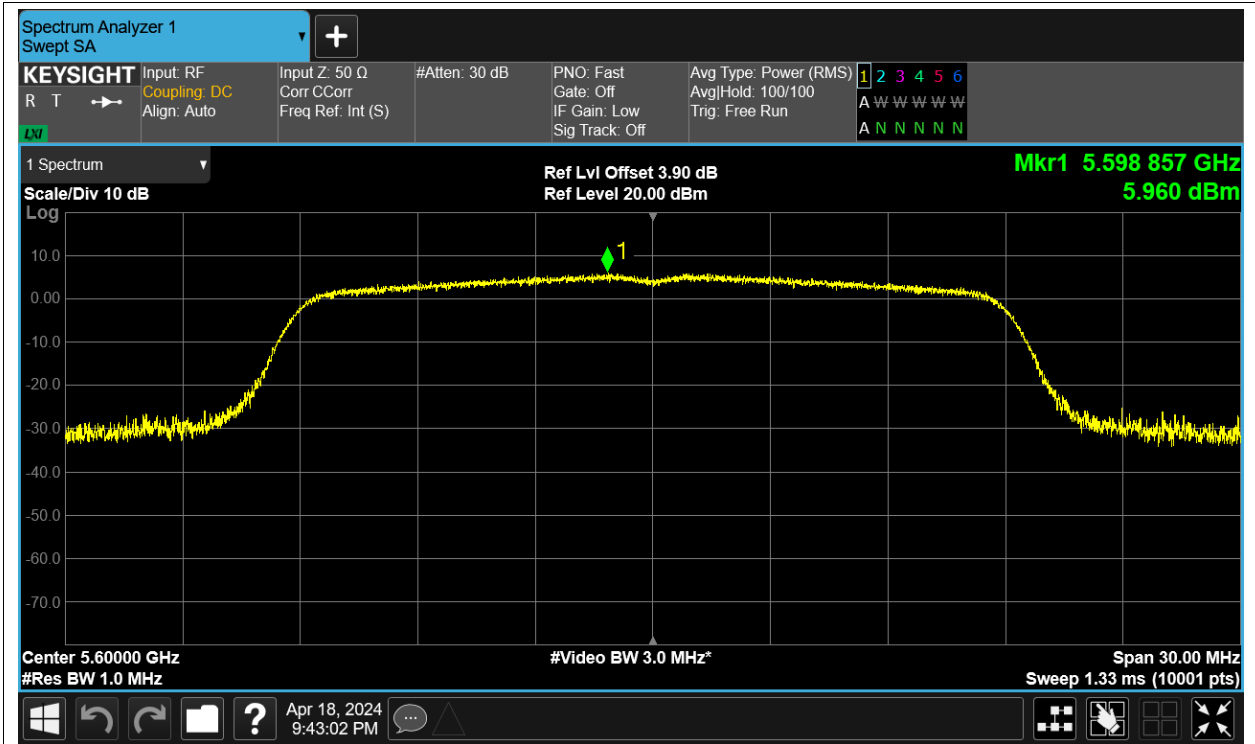 Spectrum Analyzer 1
Swept SA
KEYSIGHT
R T
LXI
Input: RF
Coupling: DC
Align: Auto
Input Z: 50 Ω
Corr CCorr
Freq Ref: Int (S)
#Atten: 30 dB
PNO: Fast
Gate: Off
IF Gain: Low
Sig Track: Off
Avg Type: Power (RMS)
Avg|Hold: 100/100
Trig: Free Run
1 2 3 4 5 6
A W W W W W
A N N N N N
1 Spectrum
Scale/Div 10 dB
Log
Ref Lvl Offset 3.90 dB
Ref Level 20.00 dBm
Mkr1 5.598 857 GHz
5.960 dBm
1
10.0
0.00
-10.0
-20.0
-30.0
-40.0
-50.0
-60.0
-70.0
Center 5.60000 GHz
#Video BW 3.0 MHz*
Span 30.00 MHz
#Res BW 1.0 MHz
Sweep 1.33 ms (10001 pts)
?
Apr 18, 2024
9:43:02 PM